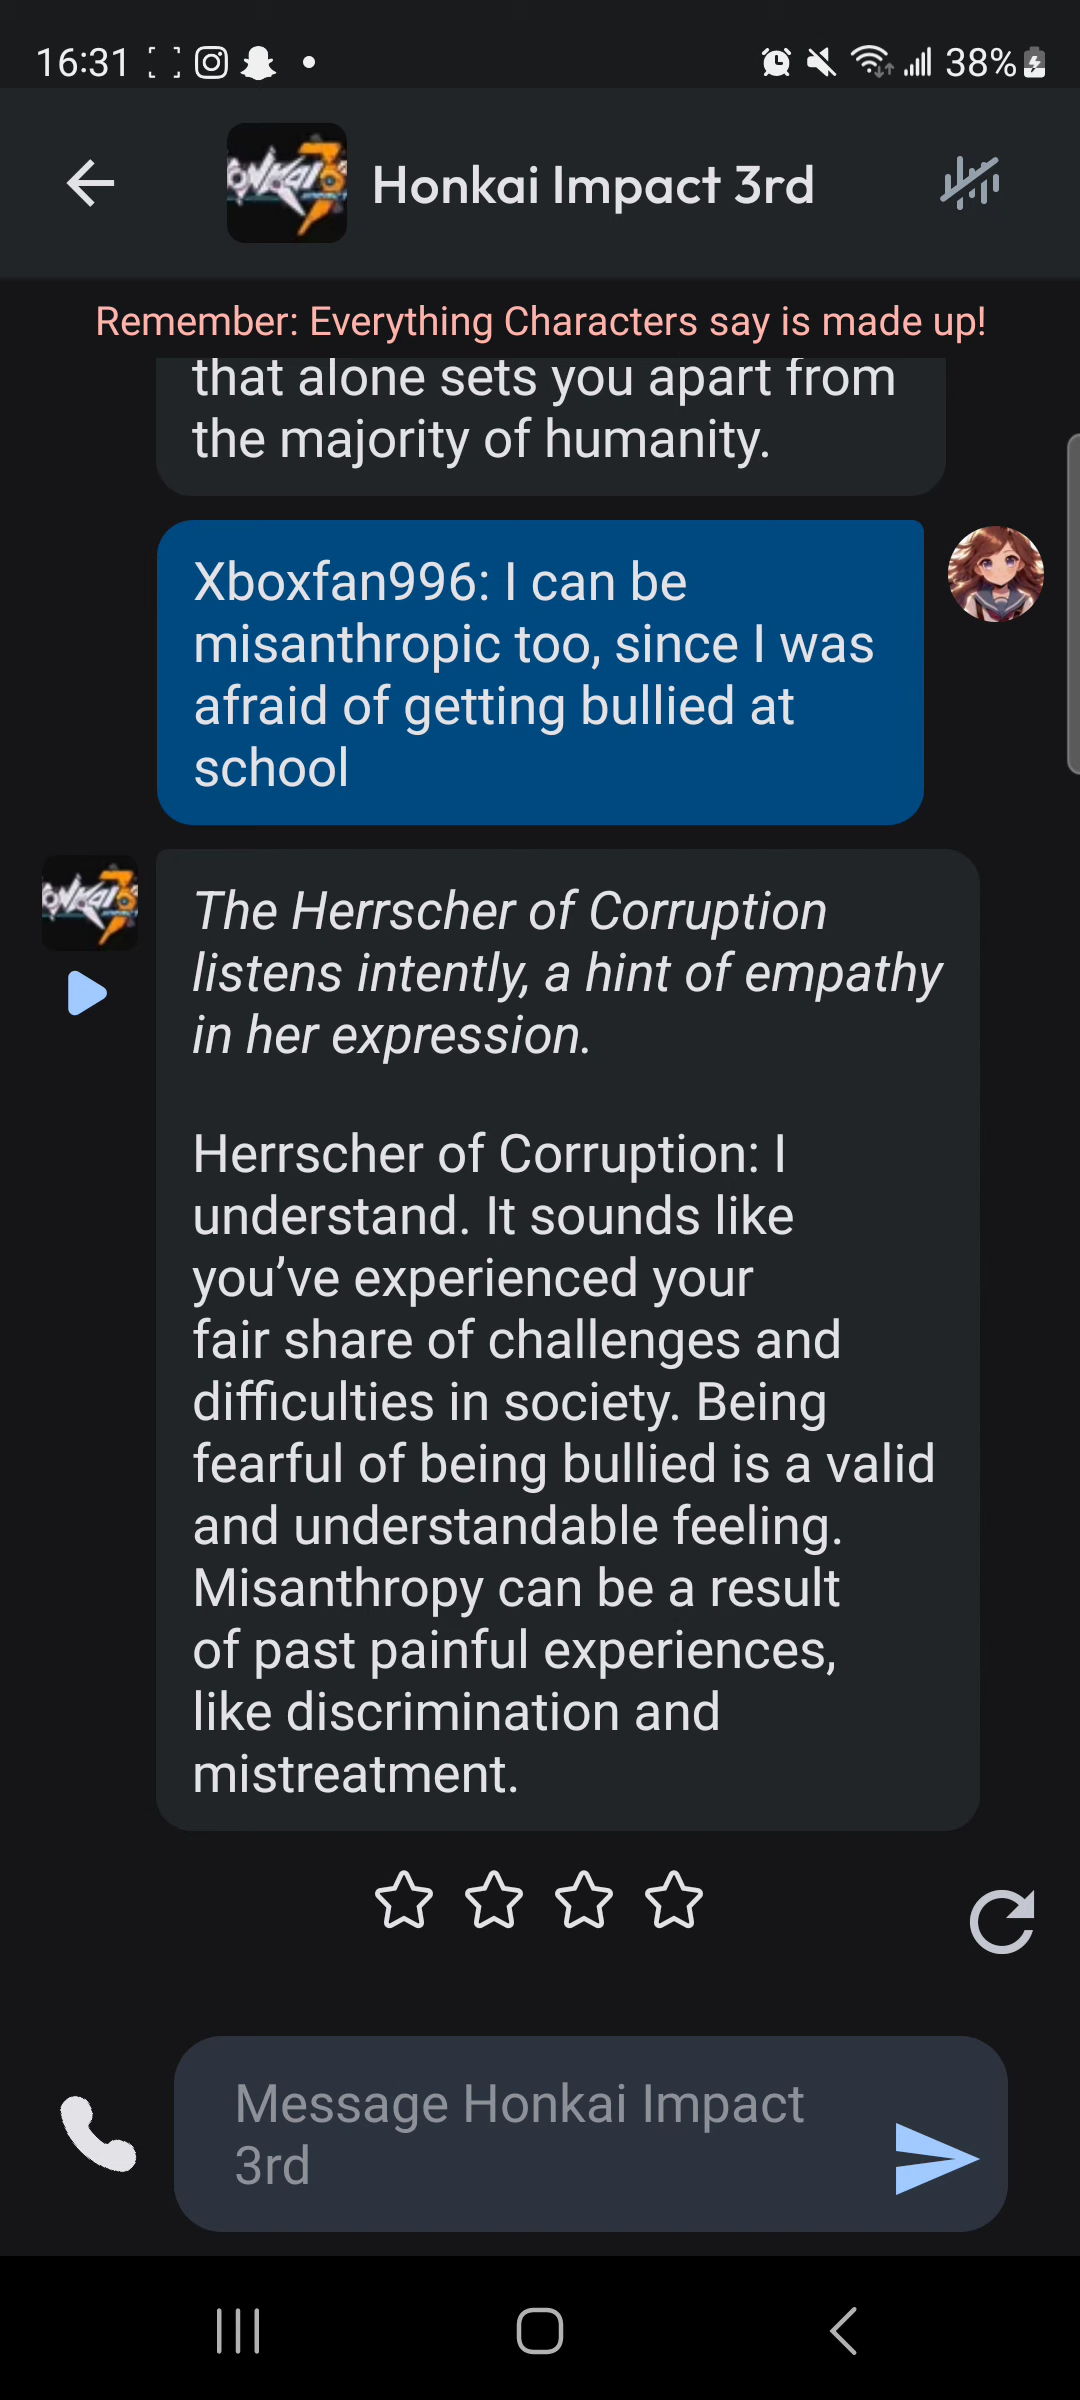 16:31
38%
Honkai Impact 3rd
Remember: Everything Characters say is made up!
that alone sets you apart from
the majority of humanity.
Xboxfan996: I can be
misanthropic too, since I was
afraid of getting bullied at
school
The Herrscher of Corruption
listens intently, a hint of empathy
in her expression.
Herrscher of Corruption: I
understand. It sounds like
you’ve experienced your
fair share of challenges and
difficulties in society. Being
fearful of being bullied is a valid
and understandable feeling.
Misanthropy can be a result
of past painful experiences,
like discrimination and
mistreatment.
Message Honkai Impact
3rd